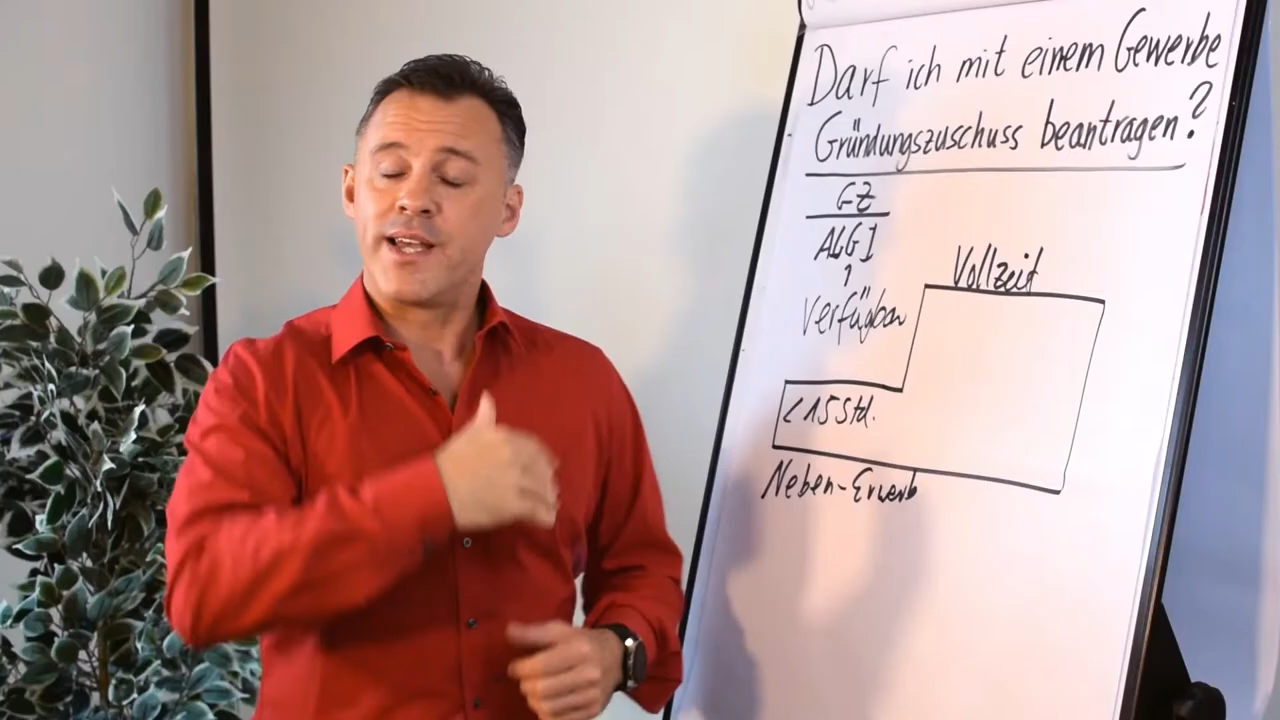 Darf ich mit einem Gewerbe
Gründungszuschuss beantragen?
GZ
ALG I
?
Verfügbar
Vollzeit
< 15 Std.
Neben-Erwerb